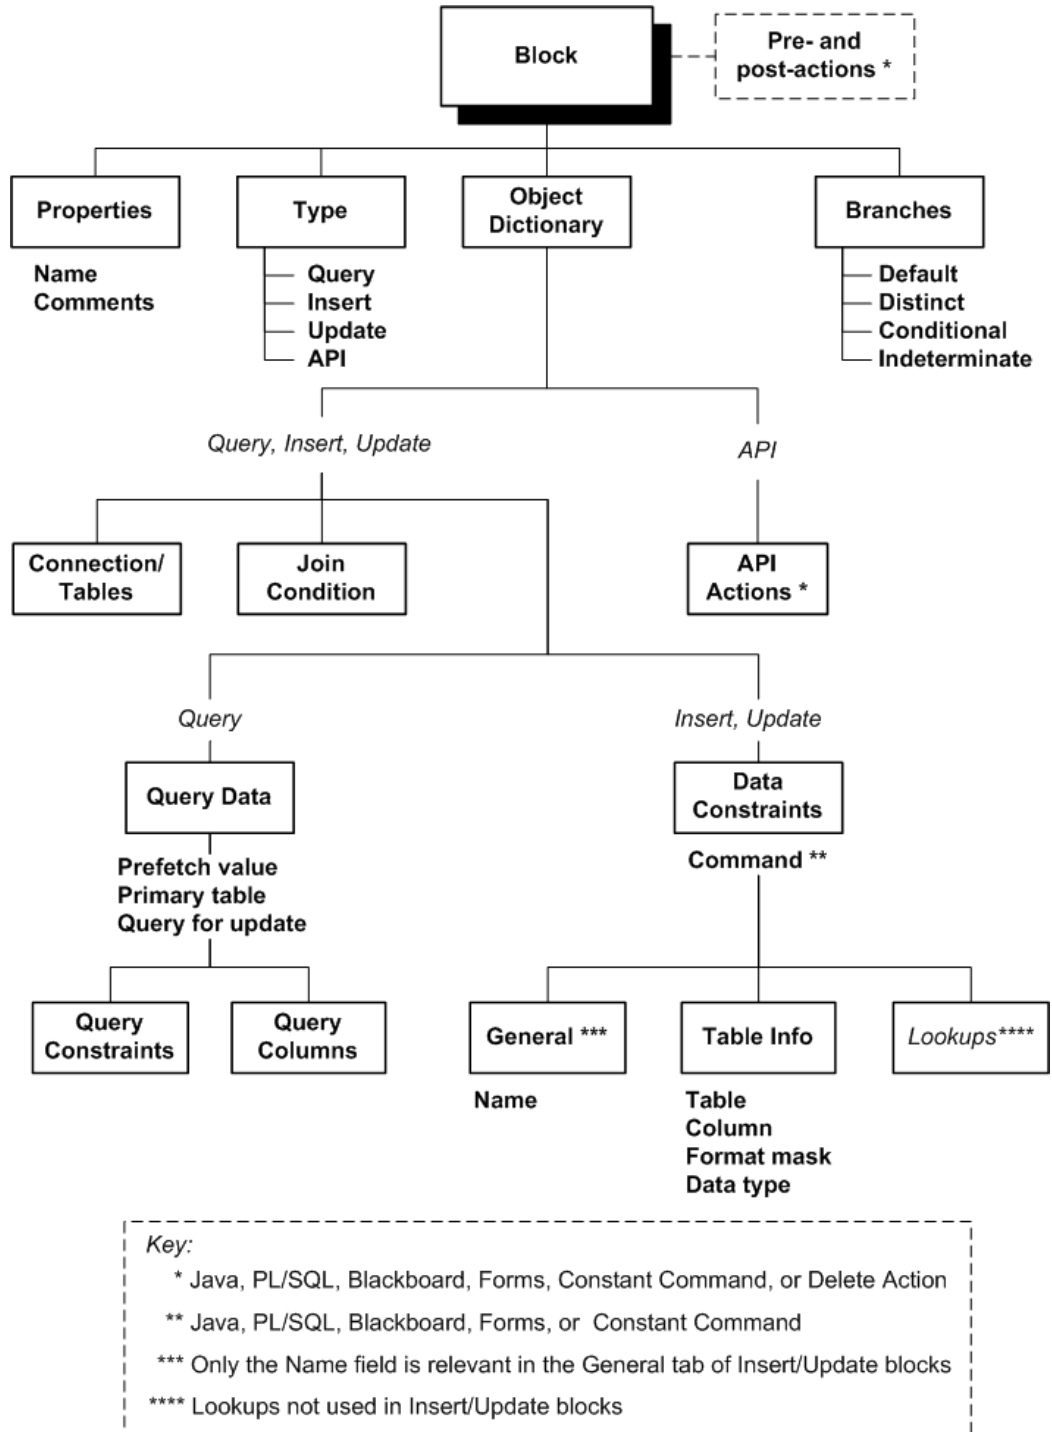 Block
Pre- and
post-actions *
Properties
Type
Object
Dictionary
Branches
Name
Comments
Query
Insert
Update
API
Default
Distinct
Conditional
Indeterminate
Query, Insert, Update
API
Connection/
Tables
Join
Condition
API
Actions *
Query
Insert, Update
Query Data
Data
Constraints
Prefetch value
Primary table
Query for update
Command **
Query
Constraints
Query
Columns
General ***
Table Info
Lookups****
Name
Table
Column
Format mask
Data type
Key:
* Java, PL/SQL, Blackboard, Forms, Constant Command, or Delete Action
** Java, PL/SQL, Blackboard, Forms, or Constant Command
*** Only the Name field is relevant in the General tab of Insert/Update blocks
**** Lookups not used in Insert/Update blocks